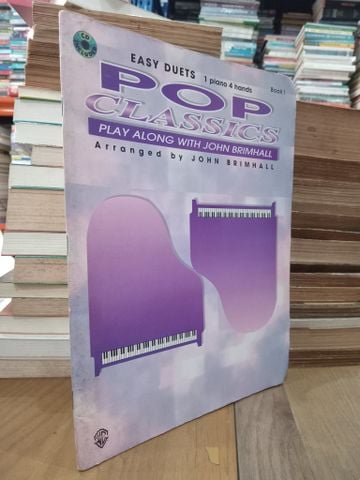 CD
EASY DUETS
1 piano 4 hands
Book 1
POP
CLASSICS
PLAY ALONG WITH JOHN BRIMHALL
Arranged by JOHN BRIMHALL